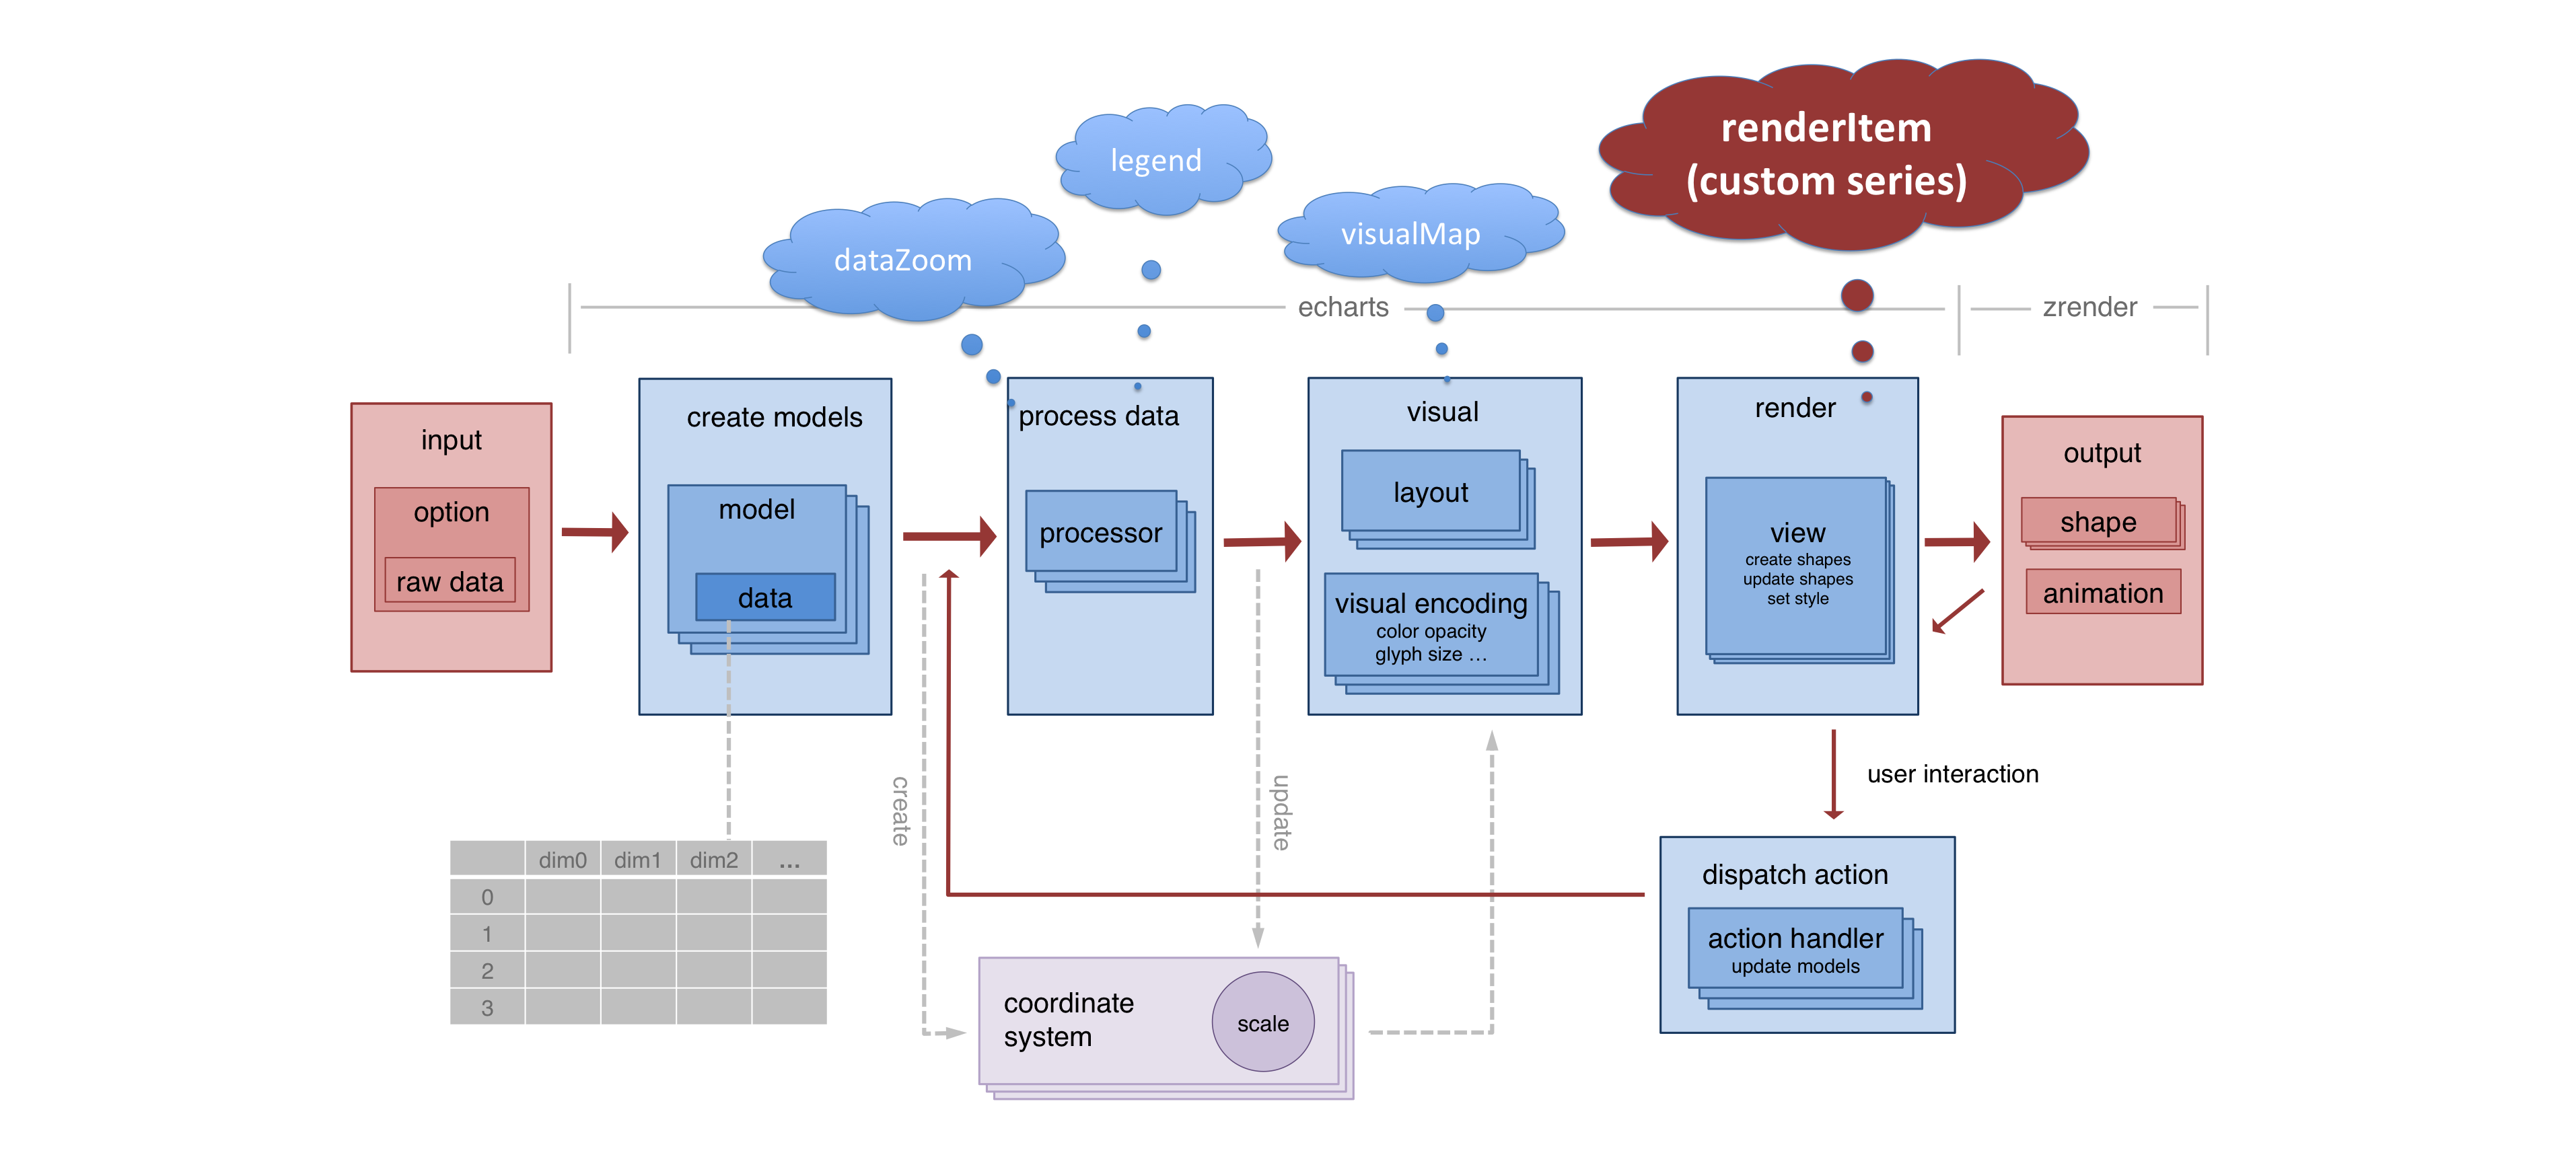 renderItem
(custom series)
legend
visualMap
dataZoom
echarts
zrender
input
option
raw data
create models
model
data
process data
processor
visual
layout
visual encoding
color opacity
glyph size ...
render
view
create shapes
update shapes
set style
output
shape
animation
create
update
user interaction
dim0 dim1 dim2 ...
0
1
2
3
dispatch action
action handler
update models
coordinate
system
scale